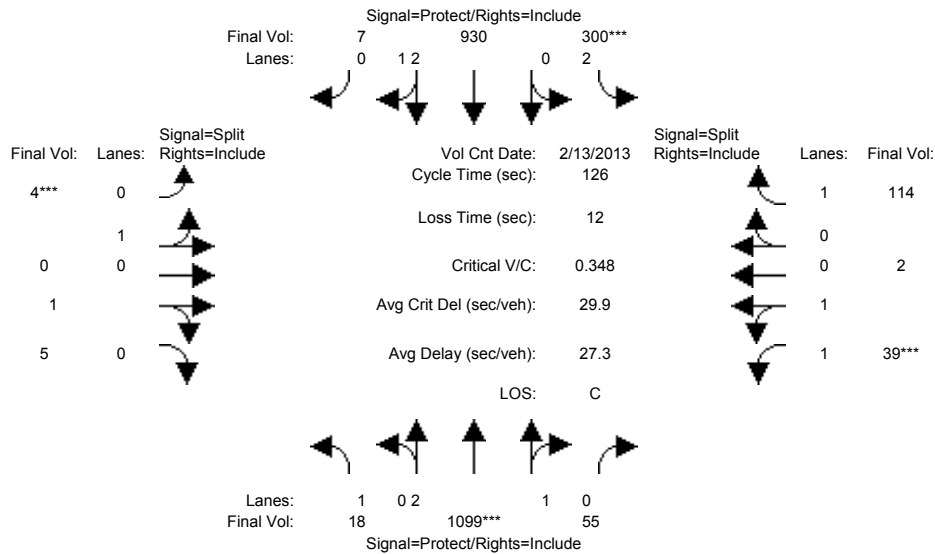 Signal=Protect/Rights=Include
Final Vol: 7 930 300***
Lanes: 0 1 2 0 2
Signal=Split Signal=Split
Final Vol: Lanes: Rights=Include Vol Cnt Date: 2/13/2013 Rights=Include Lanes: Final Vol:
Cycle Time (sec): 126
4*** 0 1 114
Loss Time (sec): 12
1 0
0 0 Critical V/C: 0.348 0 2
1 Avg Crit Del (sec/veh): 29.9 1
5 0 Avg Delay (sec/veh): 27.3 1 39***
LOS: C
Lanes: 1 0 2 1 0
Final Vol: 18 1099*** 55
Signal=Protect/Rights=Include